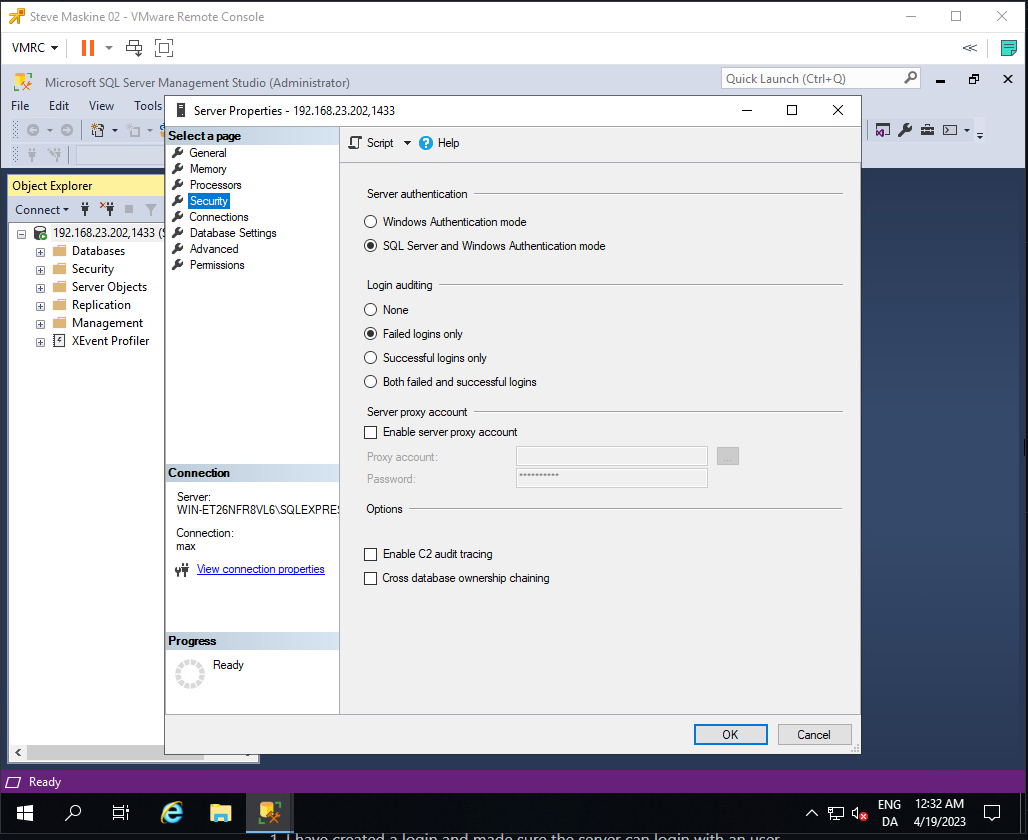 Steve Maskine 02 - VMware Remote Console
VMRC
Microsoft SQL Server Management Studio (Administrator)
Quick Launch (Ctrl+Q)
File Edit View Tools
Server Properties - 192.168.23.202,1433
Select a page
General
Memory
Processors
Security
Connections
Database Settings
Advanced
Permissions
Script
Help
Object Explorer
Connect
192.168.23.202,1433 (S
Databases
Security
Server Objects
Replication
Management
XEvent Profiler
Server authentication
Windows Authentication mode
SQL Server and Windows Authentication mode
Login auditing
None
Failed logins only
Successful logins only
Both failed and successful logins
Server proxy account
Enable server proxy account
Proxy account:
...
Password:
**********
Options
Enable C2 audit tracing
Cross database ownership chaining
Connection
Server:
WIN-ET26NFR8VL6\SQLEXPRES
Connection:
max
View connection properties
Progress
Ready
OK
Cancel
Ready
ENG
DA
12:32 AM
4/19/2023
1. I have created a login and made sure the server can login with an user